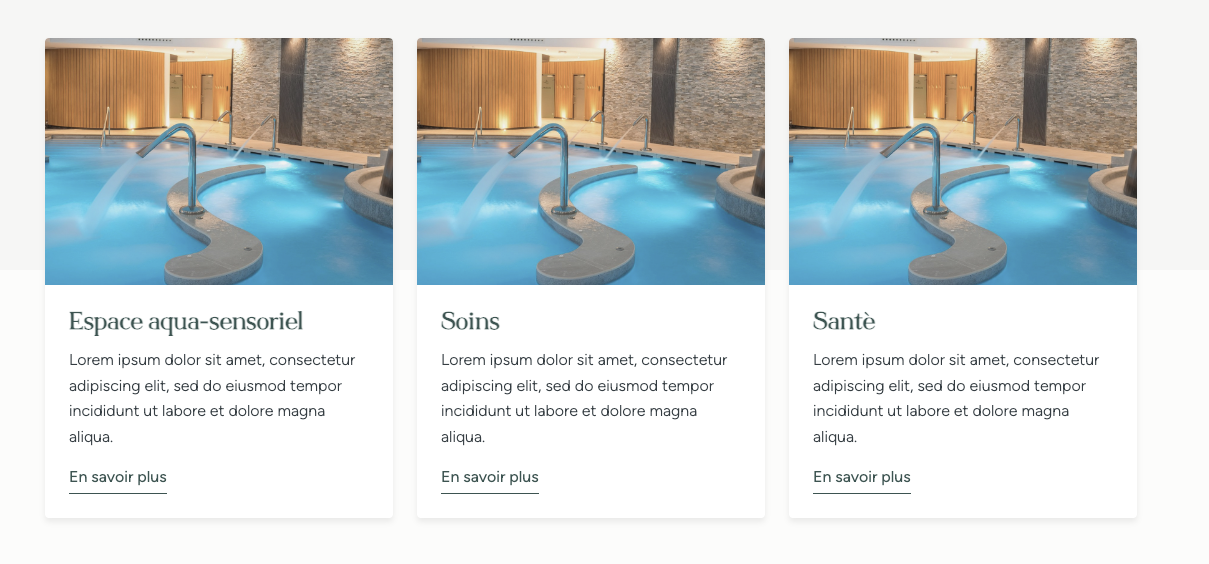 Espace aqua-sensoriel
Lorem ipsum dolor sit amet, consectetur
adipiscing elit, sed do eiusmod tempor
incididunt ut labore et dolore magna
aliqua.
En savoir plus
Soins
Lorem ipsum dolor sit amet, consectetur
adipiscing elit, sed do eiusmod tempor
incididunt ut labore et dolore magna
aliqua.
En savoir plus
Santè
Lorem ipsum dolor sit amet, consectetur
adipiscing elit, sed do eiusmod tempor
incididunt ut labore et dolore magna
aliqua.
En savoir plus